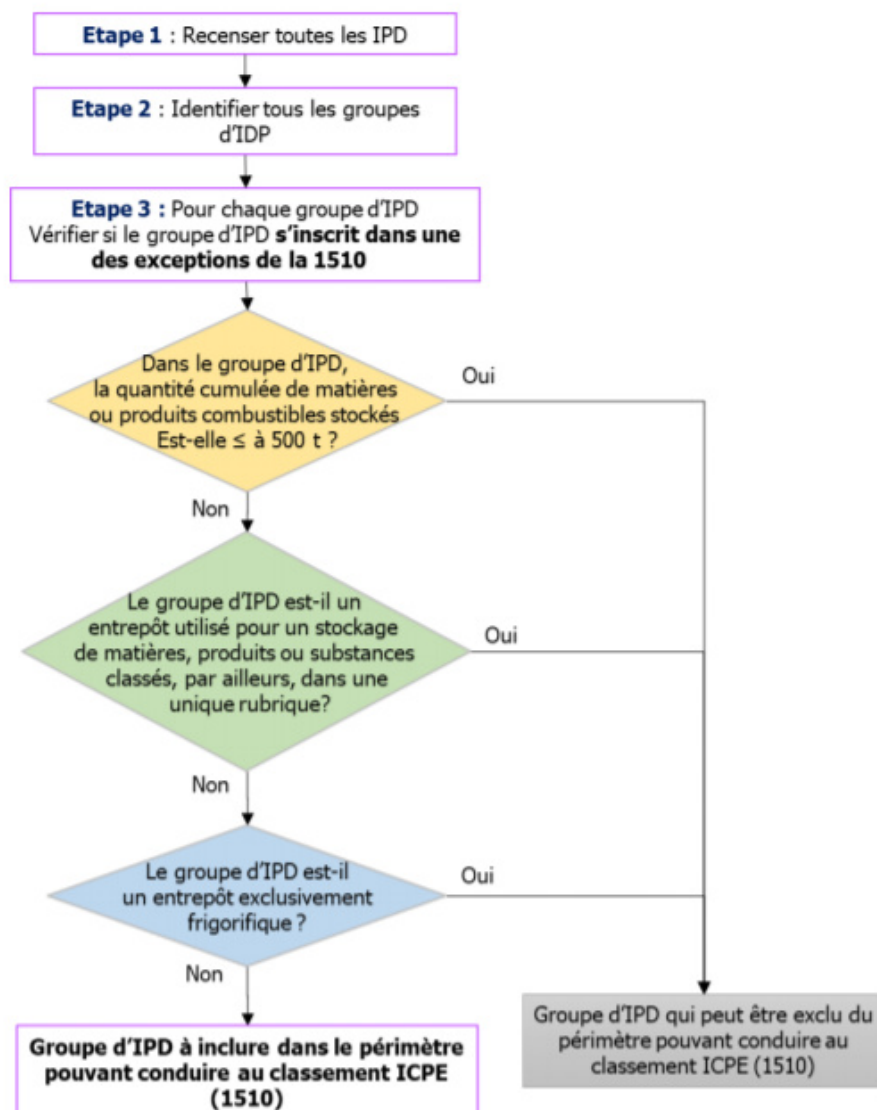 Etape 1 : Recenser toutes les IPD
Etape 2 : Identifier tous les groupes
d'IDP
Etape 3 : Pour chaque groupe d'IPD
Vérifier si le groupe d'IPD s'inscrit dans une
des exceptions de la 1510
Dans le groupe d'IPD,
la quantité cumulée de matières
ou produits combustibles stockés
Est-elle ≤ à 500 t ?
Oui
Non
Le groupe d'IPD est-il un
entrepôt utilisé pour un stockage
de matières, produits ou substances
classés, par ailleurs, dans une
unique rubrique?
Oui
Non
Le groupe d'IPD est-il
un entrepôt exclusivement
frigorifique ?
Oui
Non
Groupe d'IPD à inclure dans le périmètre
pouvant conduire au classement ICPE
(1510)
Groupe d'IPD qui peut être exclu du
périmètre pouvant conduire au
classement ICPE (1510)